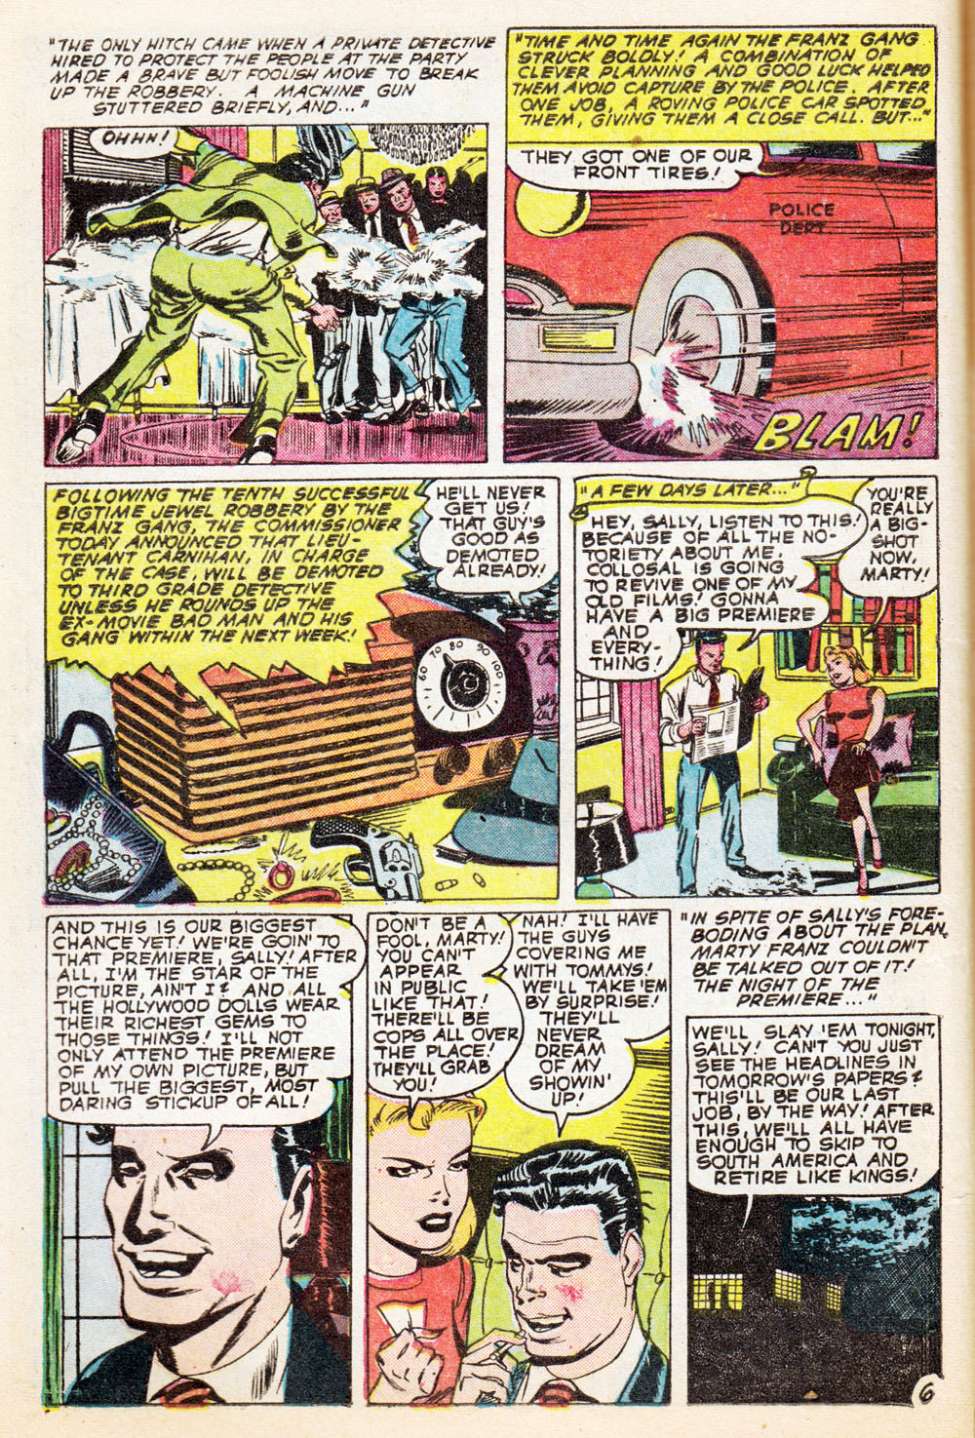 "THE ONLY HITCH CAME WHEN A PRIVATE DETECTIVE
HIRED TO PROTECT THE PEOPLE AT THE PARTY
MADE A BRAVE BUT FOOLISH MOVE TO BREAK
UP THE ROBBERY. A MACHINE GUN
STUTTERED BRIEFLY, AND..."
OHHH!
"TIME AND TIME AGAIN THE FRANZ GANG
STRUCK BOLDLY! A COMBINATION OF
CLEVER PLANNING AND GOOD LUCK HELPED
THEM AVOID CAPTURE BY THE POLICE. AFTER
ONE JOB, A ROVING POLICE CAR SPOTTED
THEM, GIVING THEM A CLOSE CALL. BUT..."
THEY GOT ONE OF OUR
FRONT TIRES!
POLICE
DEPT.
BLAM!
FOLLOWING THE TENTH SUCCESSFUL
BIGTIME JEWEL ROBBERY BY THE
FRANZ GANG, THE COMMISSIONER
TODAY ANNOUNCED THAT LIEU-
TENANT CARNIHAN, IN CHARGE
OF THE CASE, WILL BE DEMOTED
TO THIRD GRADE DETECTIVE
UNLESS HE ROUNDS UP THE
EX-MOVIE BAD MAN AND HIS
GANG WITHIN THE NEXT WEEK!
HE'LL NEVER
GET US!
THAT GUY'S
GOOD AS
DEMOTED
ALREADY!
60 70 80 90 100
"A FEW DAYS LATER..."
HEY, SALLY, LISTEN TO THIS!
BECAUSE OF ALL THE NO-
TORIETY ABOUT ME,
COLLOSAL IS GOING
TO REVIVE ONE OF MY
OLD FILMS! GONNA
HAVE A BIG PREMIERE
AND
EVERY-
THING!
YOU'RE
REALLY
A BIG-
SHOT
NOW,
MARTY!
AND THIS IS OUR BIGGEST
CHANCE YET! WE'RE GOIN' TO
THAT PREMIERE, SALLY! AFTER
ALL, I'M THE STAR OF THE
PICTURE, AIN'T I? AND ALL
THE HOLLYWOOD DOLLS WEAR
THEIR RICHEST GEMS TO
THOSE THINGS! I'LL NOT
ONLY ATTEND THE PREMIERE
OF MY OWN PICTURE, BUT
PULL THE BIGGEST, MOST
DARING STICKUP OF ALL!
DON'T BE A
FOOL, MARTY!
YOU CAN'T
APPEAR
IN PUBLIC
LIKE THAT!
THERE'LL BE
COPS ALL OVER
THE PLACE!
THEY'LL GRAB
YOU!
NAH! I'LL HAVE
THE GUYS
COVERING ME
WITH TOMMYS!
WE'LL TAKE 'EM
BY SURPRISE!
THEY'LL
NEVER
DREAM
OF MY
SHOWIN'
UP!
"IN SPITE OF SALLY'S FORE-
BODING ABOUT THE PLAN,
MARTY FRANZ COULDN'T
BE TALKED OUT OF IT!
THE NIGHT OF THE
PREMIERE..."
WE'LL SLAY 'EM TONIGHT,
SALLY! CAN'T YOU JUST
SEE THE HEADLINES IN
TOMORROW'S PAPERS?
THIS'LL BE OUR LAST
JOB, BY THE WAY! AFTER
THIS, WE'LL ALL HAVE
ENOUGH TO SKIP TO
SOUTH AMERICA AND
RETIRE LIKE KINGS!
6